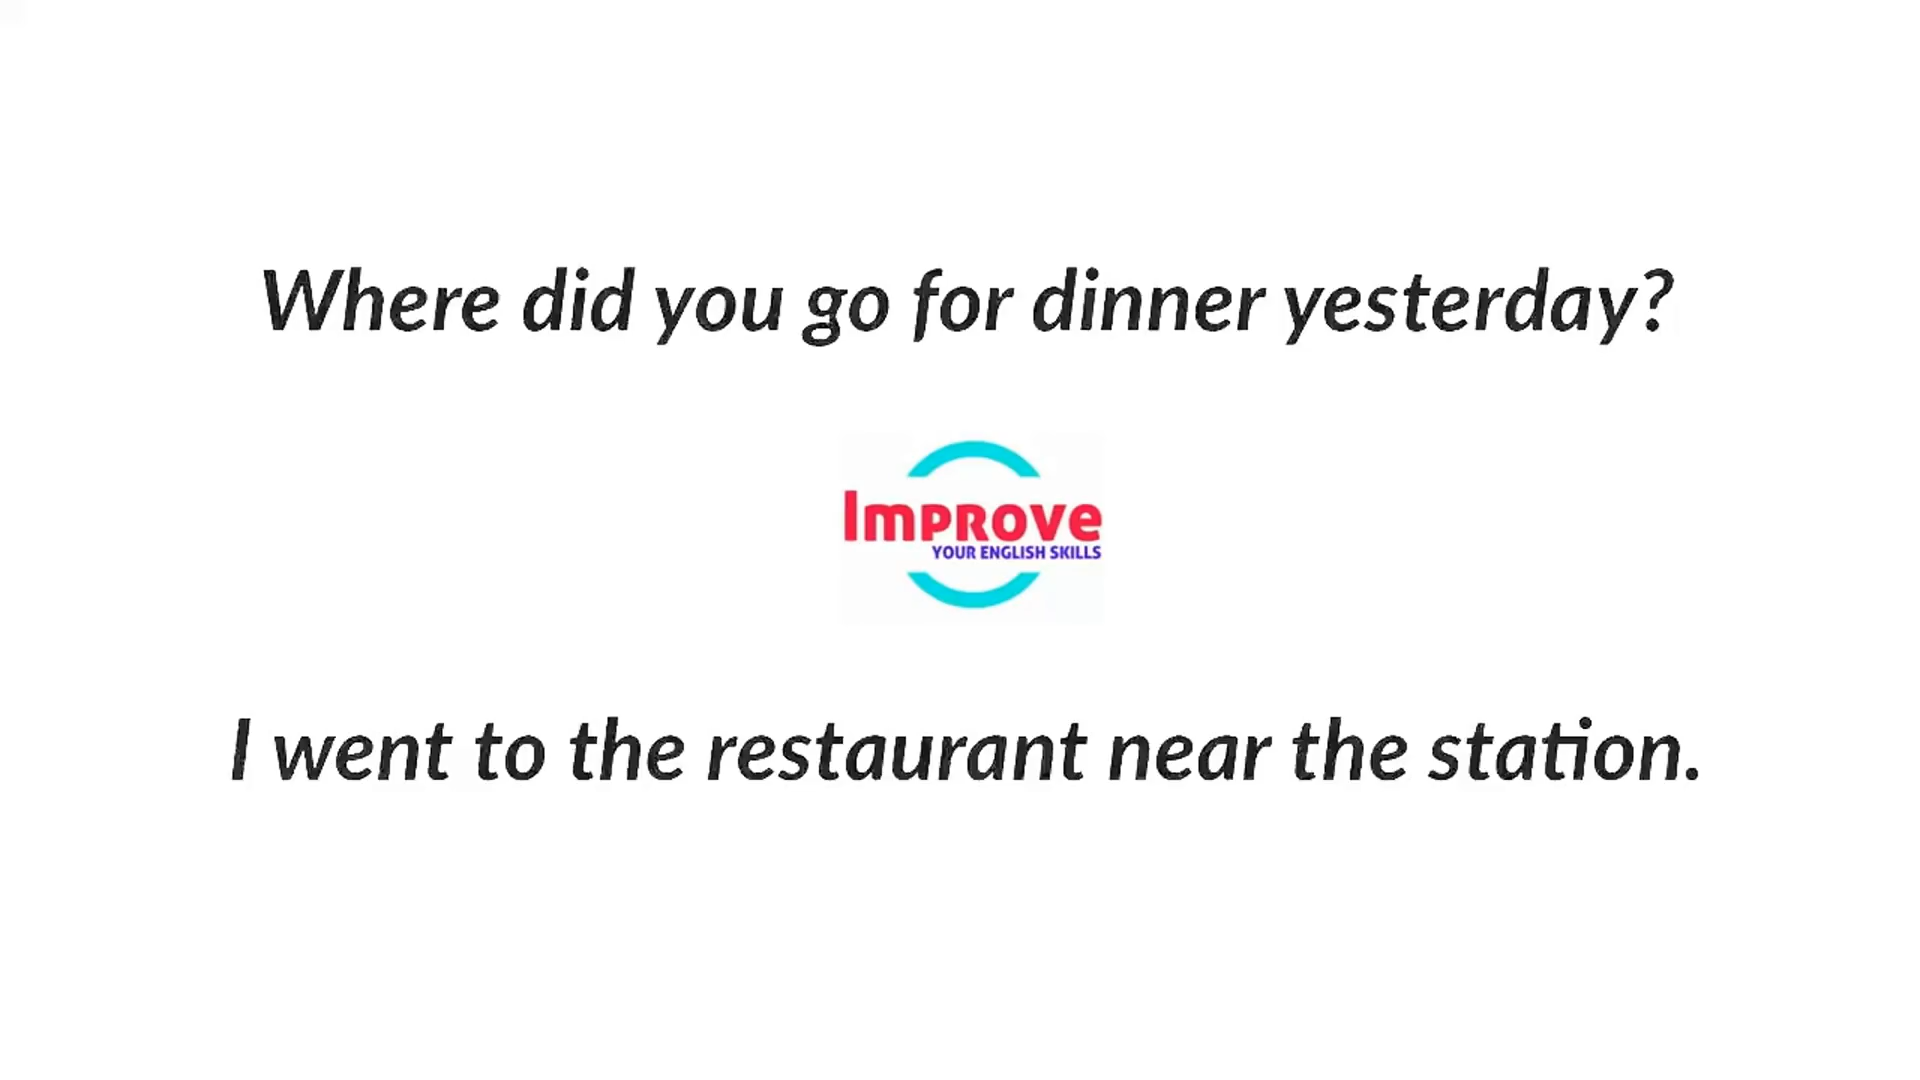 Where did you go for dinner yesterday?
Improve
YOUR ENGLISH SKILLS
I went to the restaurant near the station.